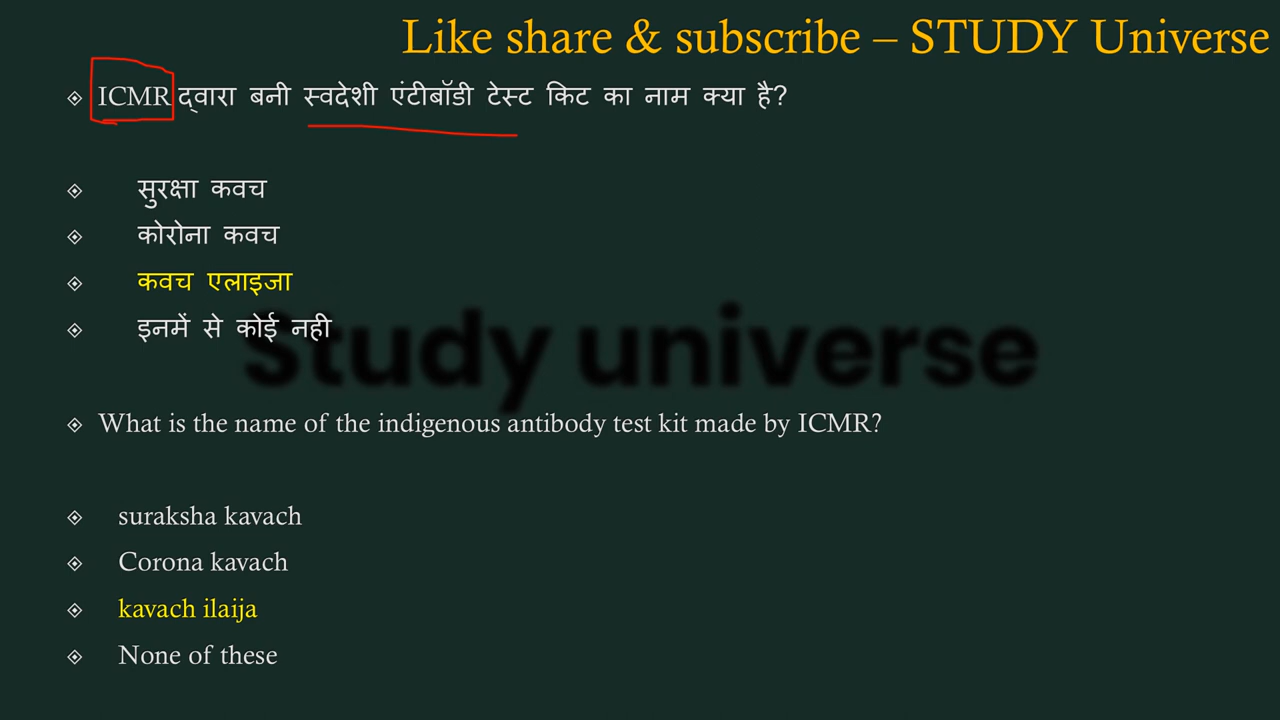 Like share & subscribe – STUDY Universe
ICMR द्वारा बनी स्वदेशी एंटीबॉडी टेस्ट किट का नाम क्या है?
सुरक्षा कवच
कोरोना कवच
कवच एलाइजा
इनमें से कोई नही
Study universe
What is the name of the indigenous antibody test kit made by ICMR?
suraksha kavach
Corona kavach
kavach ilaija
None of these